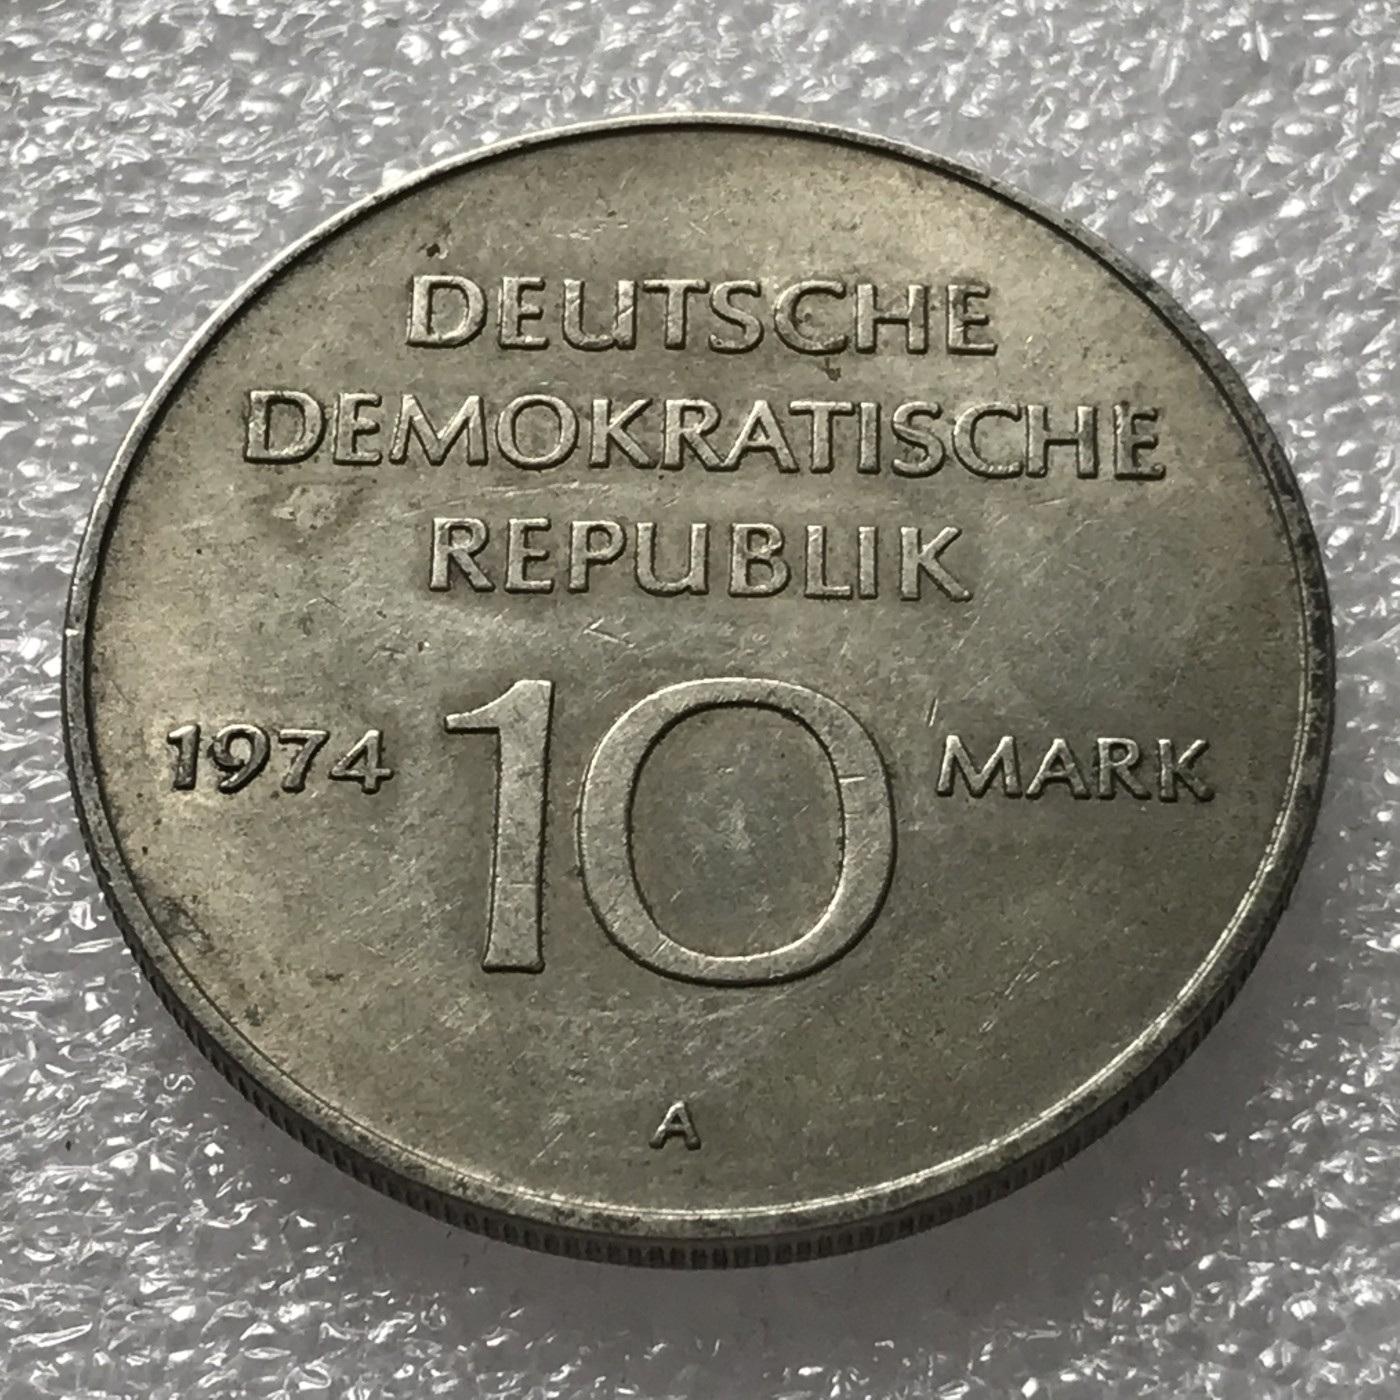 DEUTSCHE
DEMOKRATISCHE
REPUBLIK
1974 10 MARK
A